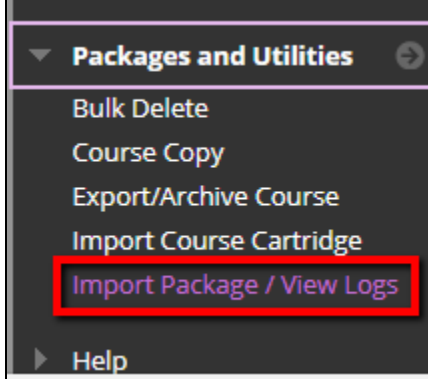 Packages and Utilities
Bulk Delete
Course Copy
Export/Archive Course
Import Course Cartridge
Import Package / View Logs
Help